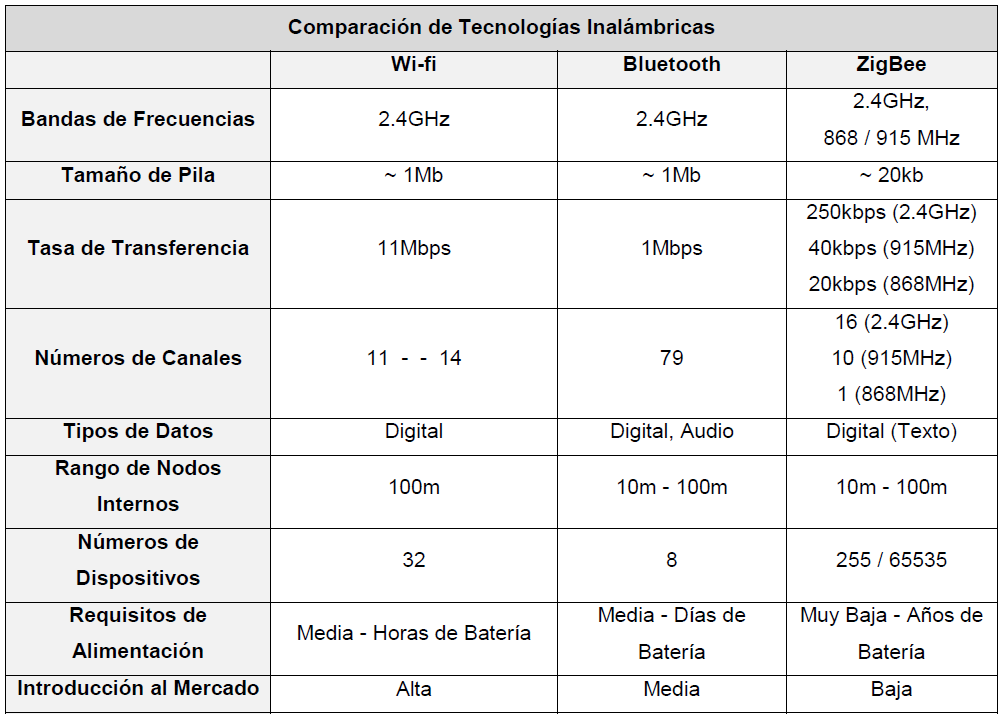 Comparación de Tecnologías Inalámbricas
Wi-fi Bluetooth ZigBee
Bandas de Frecuencias 2.4GHz 2.4GHz 2.4GHz,
868 / 915 MHz
Tamaño de Pila ~ 1Mb ~ 1Mb ~ 20kb
Tasa de Transferencia 11Mbps 1Mbps 250kbps (2.4GHz)
40kbps (915MHz)
20kbps (868MHz)
Números de Canales 11 - - 14 79 16 (2.4GHz)
10 (915MHz)
1 (868MHz)
Tipos de Datos Digital Digital, Audio Digital (Texto)
Rango de Nodos
Internos 100m 10m - 100m 10m - 100m
Números de
Dispositivos 32 8 255 / 65535
Requisitos de
Alimentación Media - Horas de Batería Media - Días de
Batería Muy Baja - Años de
Batería
Introducción al Mercado Alta Media Baja